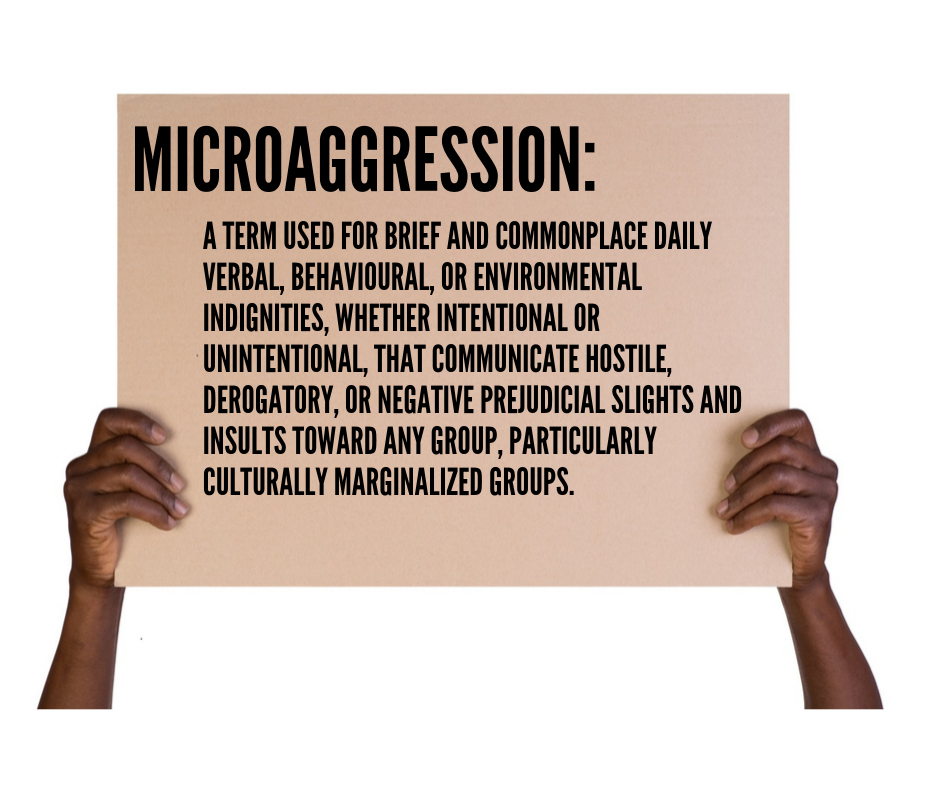 MICROAGGRESSION:
A TERM USED FOR BRIEF AND COMMONPLACE DAILY
VERBAL, BEHAVIOURAL, OR ENVIRONMENTAL
INDIGNITIES, WHETHER INTENTIONAL OR
UNINTENTIONAL, THAT COMMUNICATE HOSTILE,
DEROGATORY, OR NEGATIVE PREJUDICIAL SLIGHTS AND
INSULTS TOWARD ANY GROUP, PARTICULARLY
CULTURALLY MARGINALIZED GROUPS.